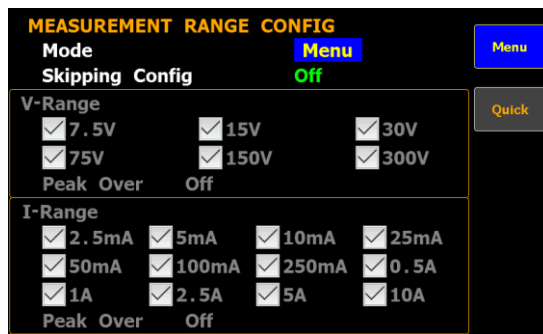 MEASUREMENT RANGE CONFIG
Mode Menu
Skipping Config Off
Menu
Quick
V-Range
7.5V 15V 30V
75V 150V 300V
Peak Over Off
I-Range
2.5mA 5mA 10mA 25mA
50mA 100mA 250mA 0.5A
1A 2.5A 5A 10A
Peak Over Off